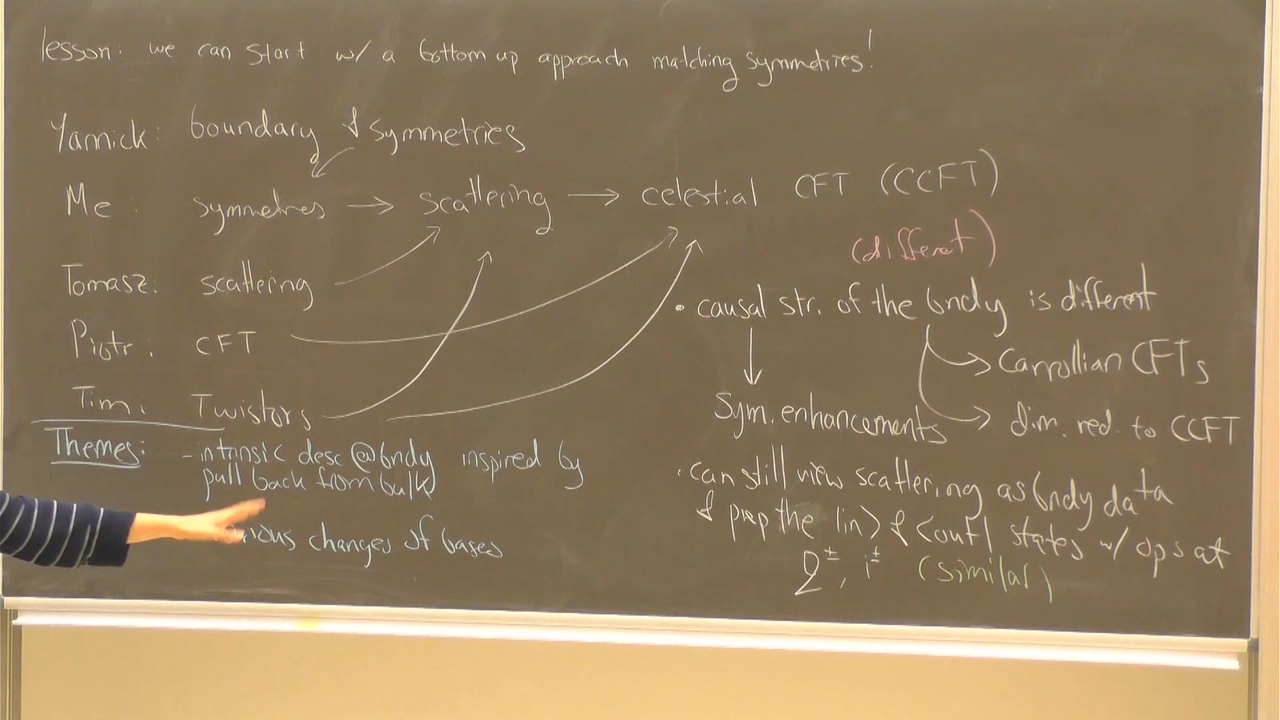 lesson: we can start w/ a bottom up approach matching symmetries!
Yannick: boundary & symmetries
Me: symmetries → scattering → celestial CFT (CCFT)
(different)
Tomasz: scattering
Piotr: CFT
Tim: Twistors
Themes: - intrinsic desc @ bndy inspired by
pull back from bulk
changes of bases
• causal str. of the bndy is different
Carrollian CFTs
Sym. enhancements
dim. red. to CCFT
• can still view scattering as bndy data
& prep the |in> & <out| states w/ ops at
ℐ±, i± (similar)